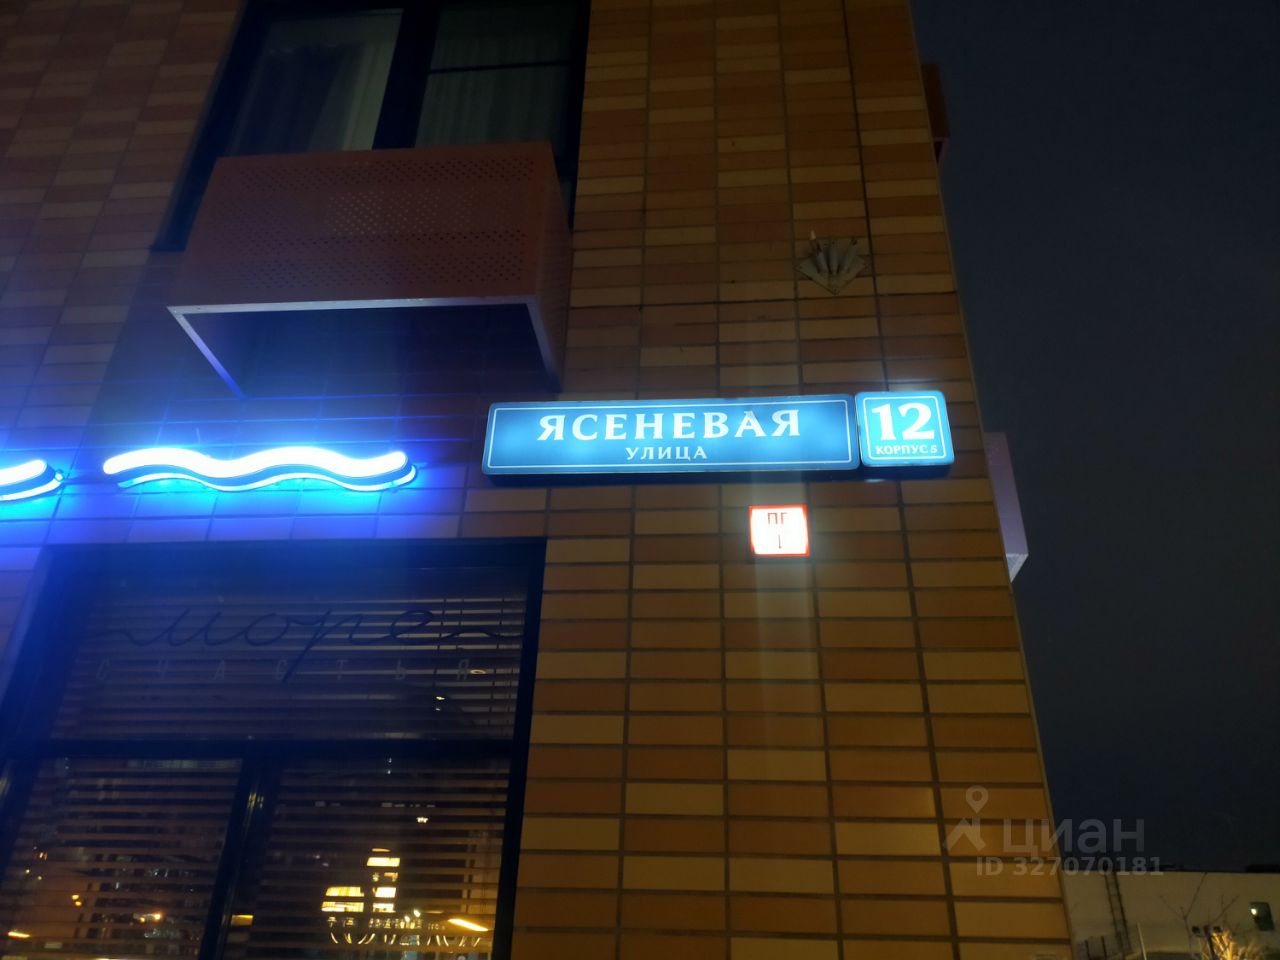 ЯСЕНЕВАЯ
УЛИЦА
12
КОРПУС 5
ПГ
1
море
СЧАСТЬЯ
циан
ID 327070181